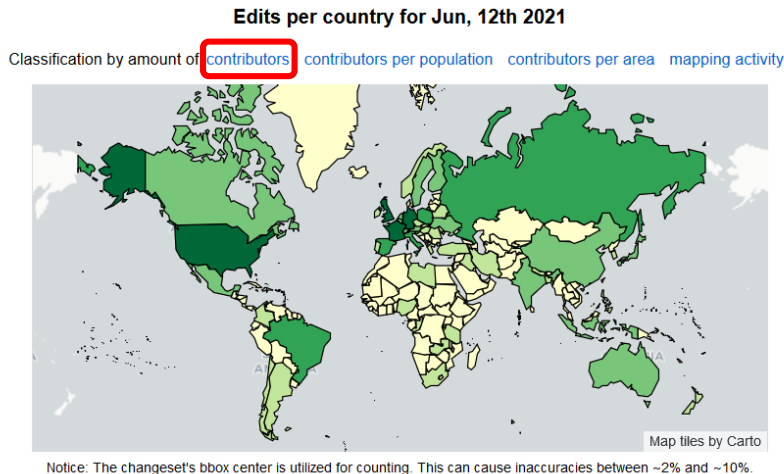 Edits per country for Jun, 12th 2021
Classification by amount of contributors contributors per population contributors per area mapping activity
Map tiles by Carto
Notice: The changeset's bbox center is utilized for counting. This can cause inaccuracies between ~2% and ~10%.